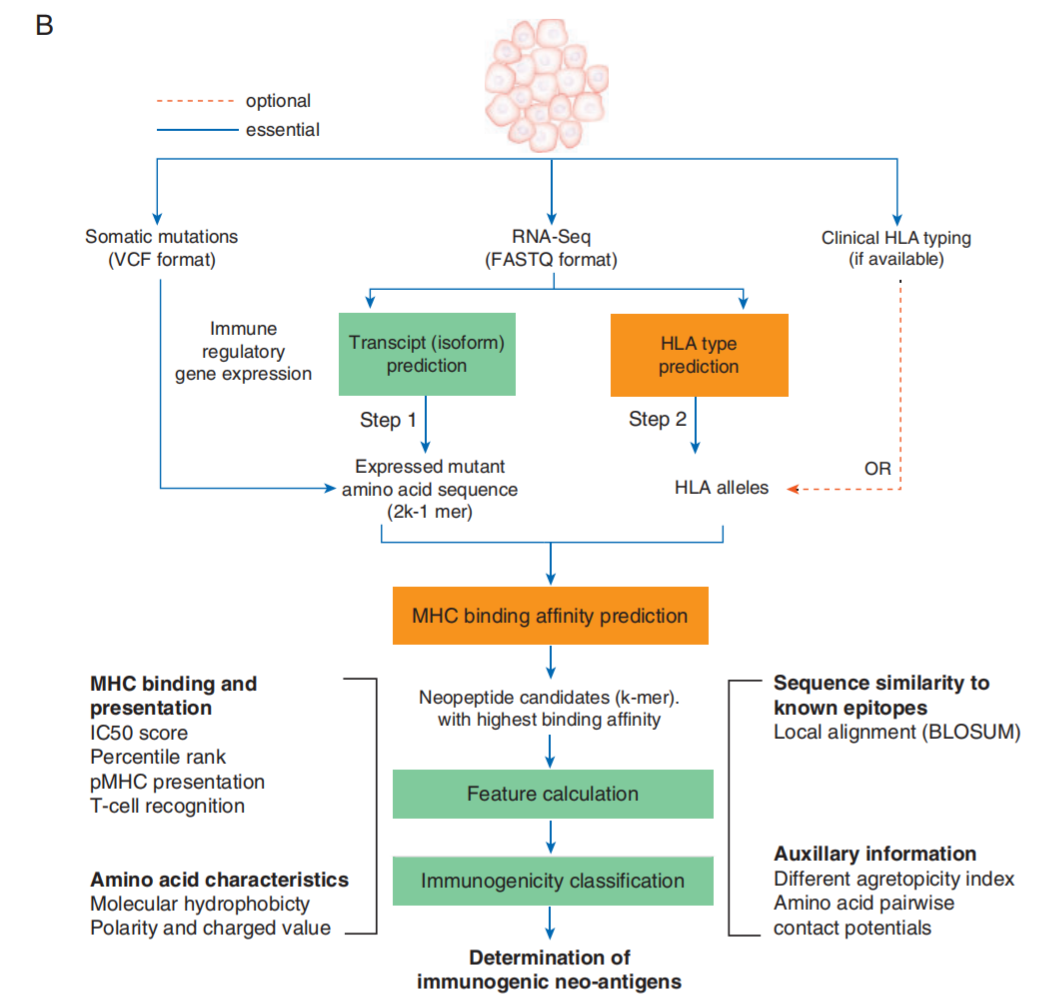 B
optional
essential
Somatic mutations
(VCF format)
RNA-Seq
(FASTQ format)
Clinical HLA typing
(if available)
Immune
regulatory
gene expression
Transcipt (isoform)
prediction
HLA type
prediction
Step 1
Step 2
Expressed mutant
amino acid sequence
(2k-1 mer)
HLA alleles
OR
MHC binding affinity prediction
Neopeptide candidates (k-mer).
with highest binding affinity
MHC binding and
presentation
IC50 score
Percentile rank
pMHC presentation
T-cell recognition
Amino acid characteristics
Molecular hydrophobicty
Polarity and charged value
Feature calculation
Immunogenicity classification
Sequence similarity to
known epitopes
Local alignment (BLOSUM)
Auxillary information
Different agretopicity index
Amino acid pairwise
contact potentials
Determination of
immunogenic neo-antigens